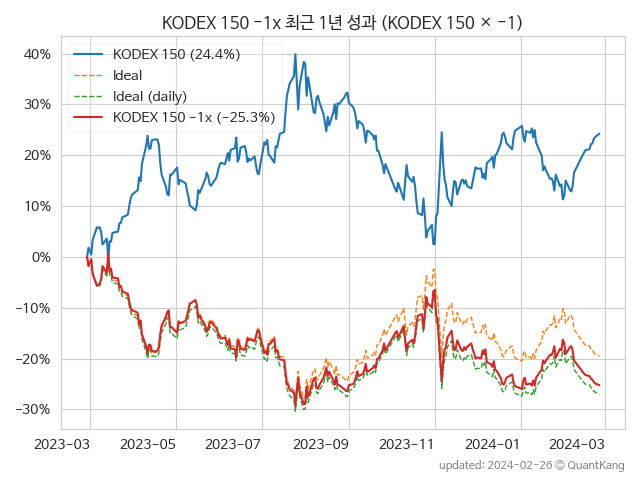 KODEX 150 −1x 최근 1년 성과 (KODEX 150 × −1)
KODEX 150 (24.4%)
Ideal
Ideal (daily)
KODEX 150 −1x (−25.3%)
40%
30%
20%
10%
0%
−10%
−20%
−30%
2023−03 2023−05 2023−07 2023−09 2023−11 2024−01 2024−03
updated: 2024−02−26 © QuantKang